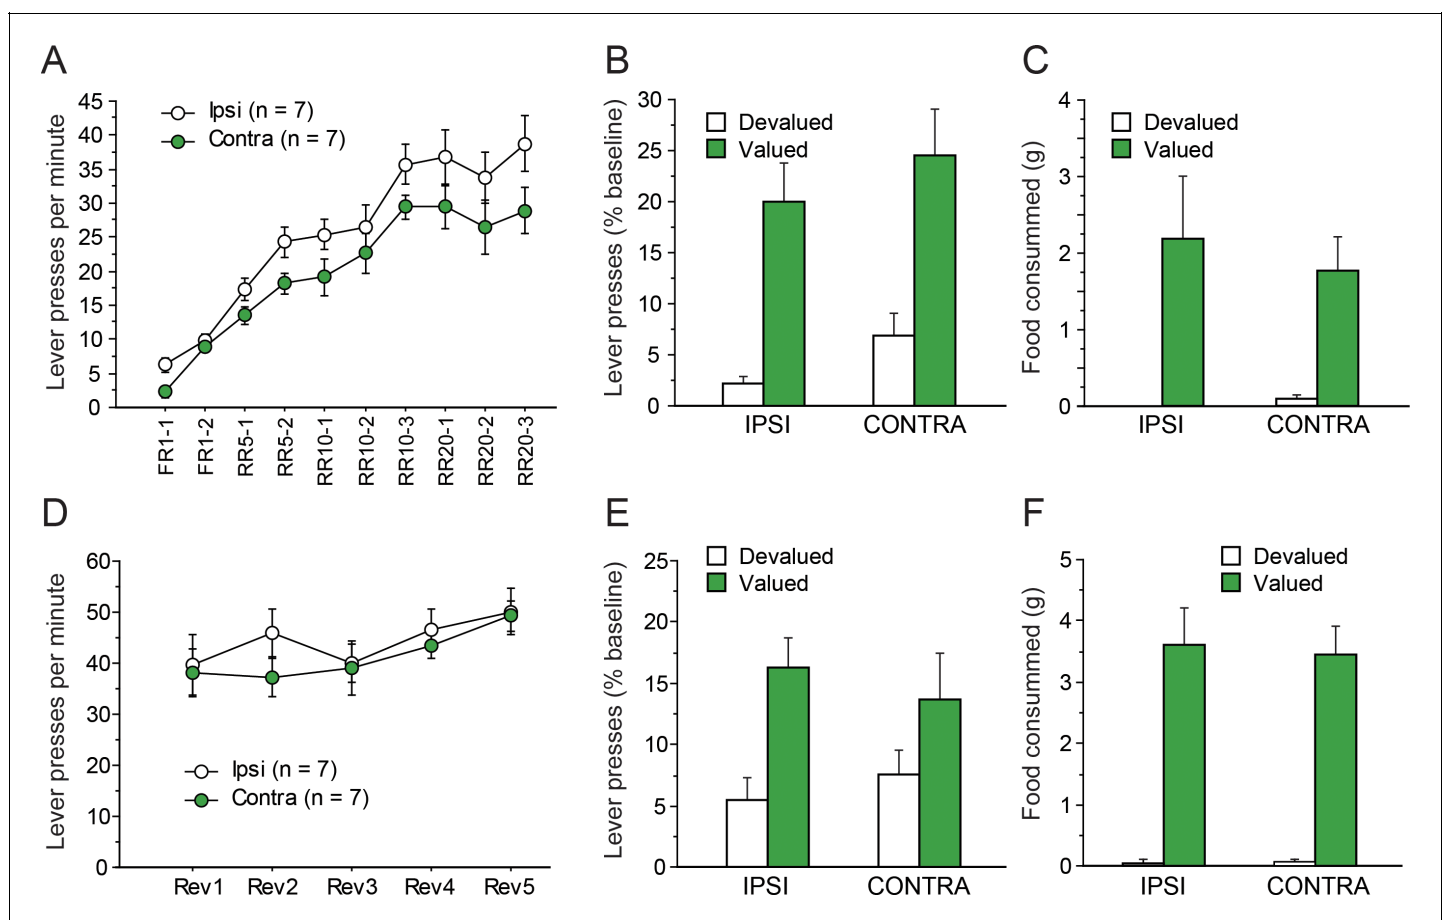 A
Lever presses per minute
45
40
35
30
25
20
15
10
5
0
Ipsi (n = 7)
Contra (n = 7)
FR1-1
FR1-2
RR5-1
RR5-2
RR10-1
RR10-2
RR10-3
RR20-1
RR20-2
RR20-3
B
Lever presses (% baseline)
30
25
20
15
10
5
0
Devalued
Valued
IPSI CONTRA
C
Food consummed (g)
4
3
2
1
0
Devalued
Valued
IPSI CONTRA
D
Lever presses per minute
60
50
40
30
20
10
0
Ipsi (n = 7)
Contra (n = 7)
Rev1 Rev2 Rev3 Rev4 Rev5
E
Lever presses (% baseline)
25
20
15
10
5
0
Devalued
Valued
IPSI CONTRA
F
Food consummed (g)
5
4
3
2
1
0
Devalued
Valued
IPSI CONTRA